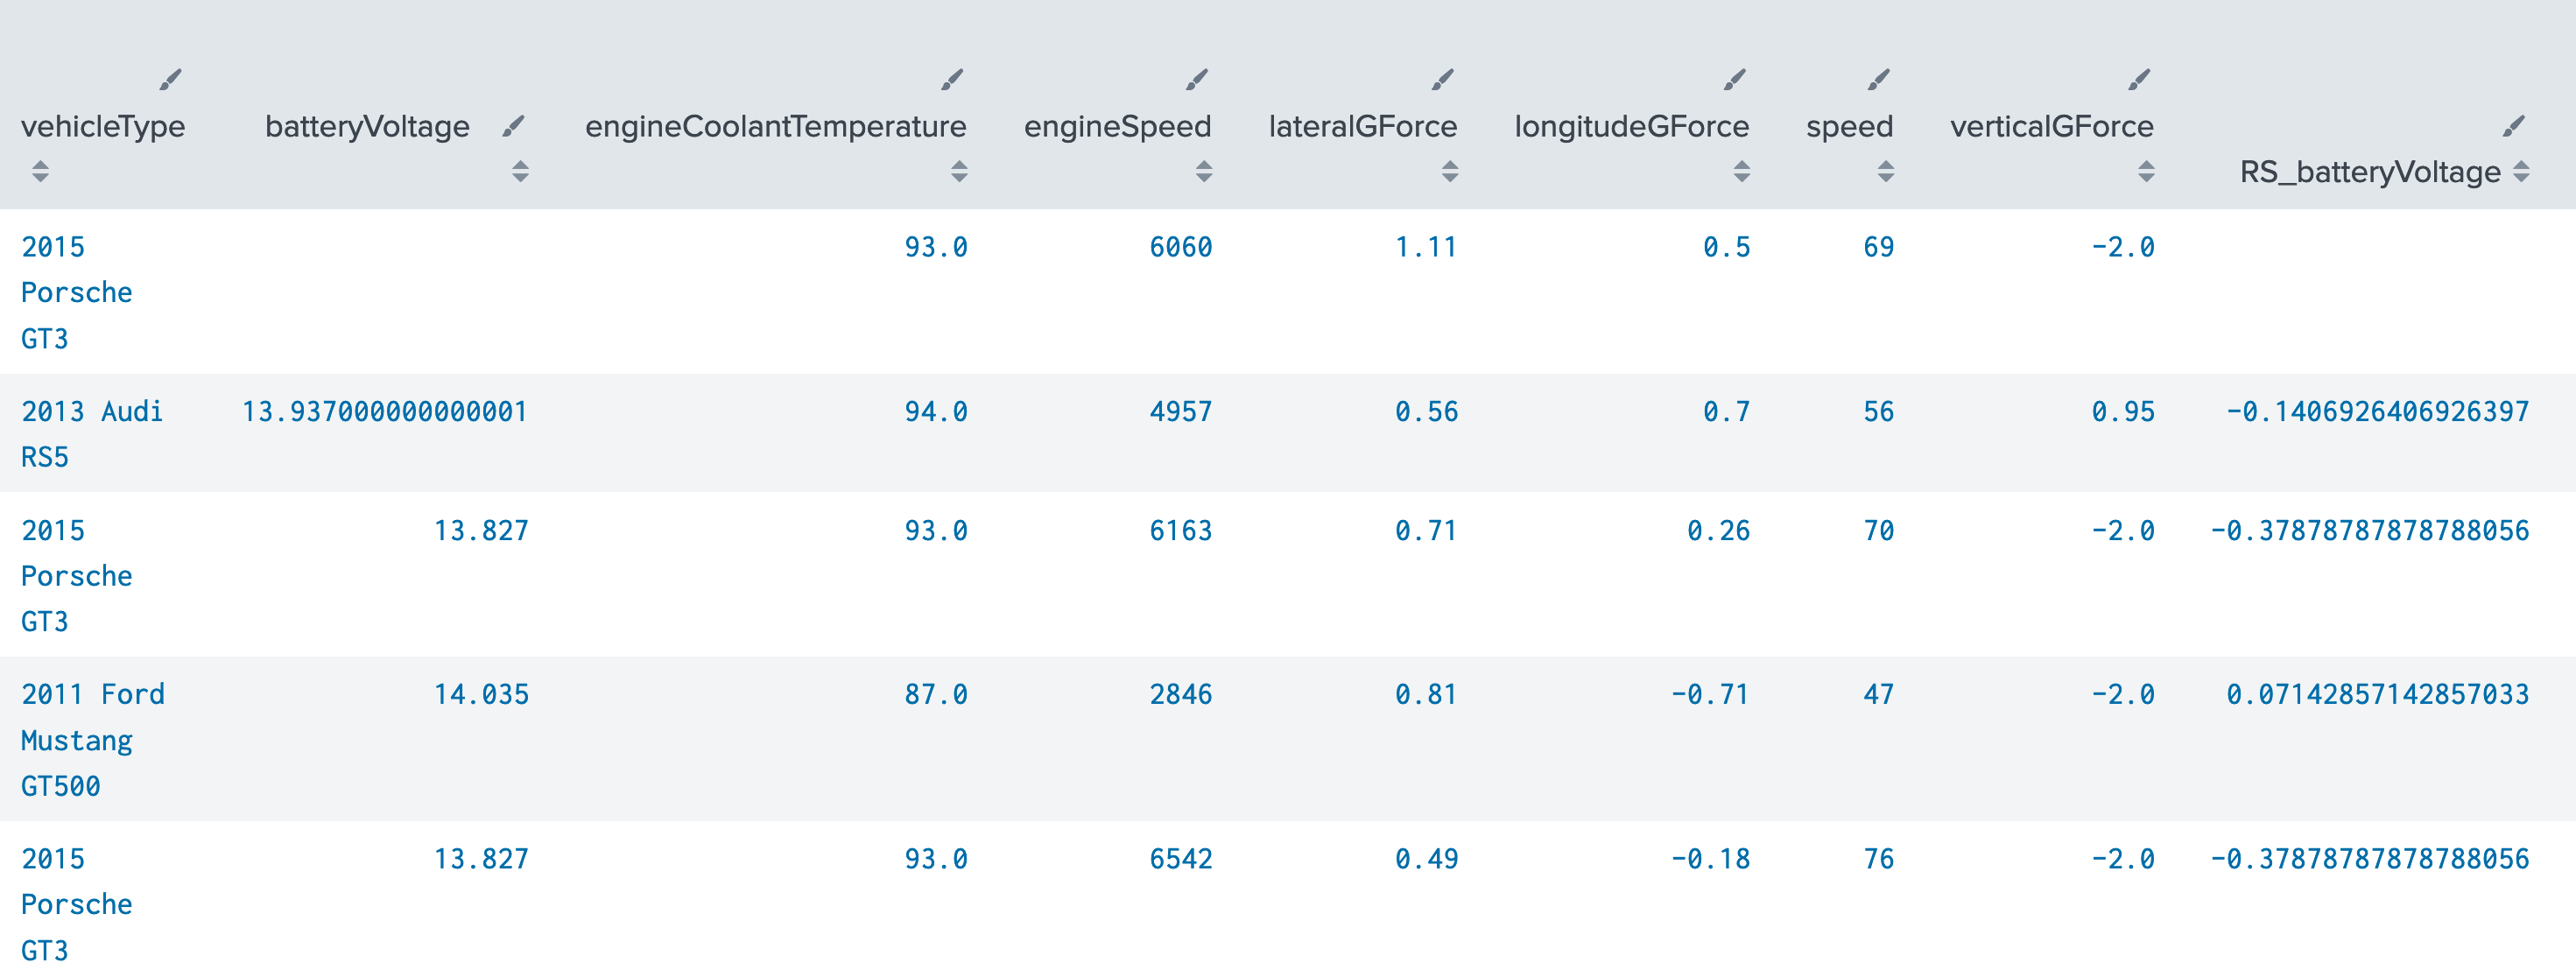 vehicleType batteryVoltage engineCoolantTemperature engineSpeed lateralGForce longitudeGForce speed verticalGForce
RS_batteryVoltage
2015 93.0 6060 1.11 0.5 69 -2.0
Porsche
GT3
2013 Audi 13.937000000000001 94.0 4957 0.56 0.7 56 0.95 -0.1406926406926397
RS5
2015 13.827 93.0 6163 0.71 0.26 70 -2.0 -0.37878787878788056
Porsche
GT3
2011 Ford 14.035 87.0 2846 0.81 -0.71 47 -2.0 0.07142857142857033
Mustang
GT500
2015 13.827 93.0 6542 0.49 -0.18 76 -2.0 -0.37878787878788056
Porsche
GT3